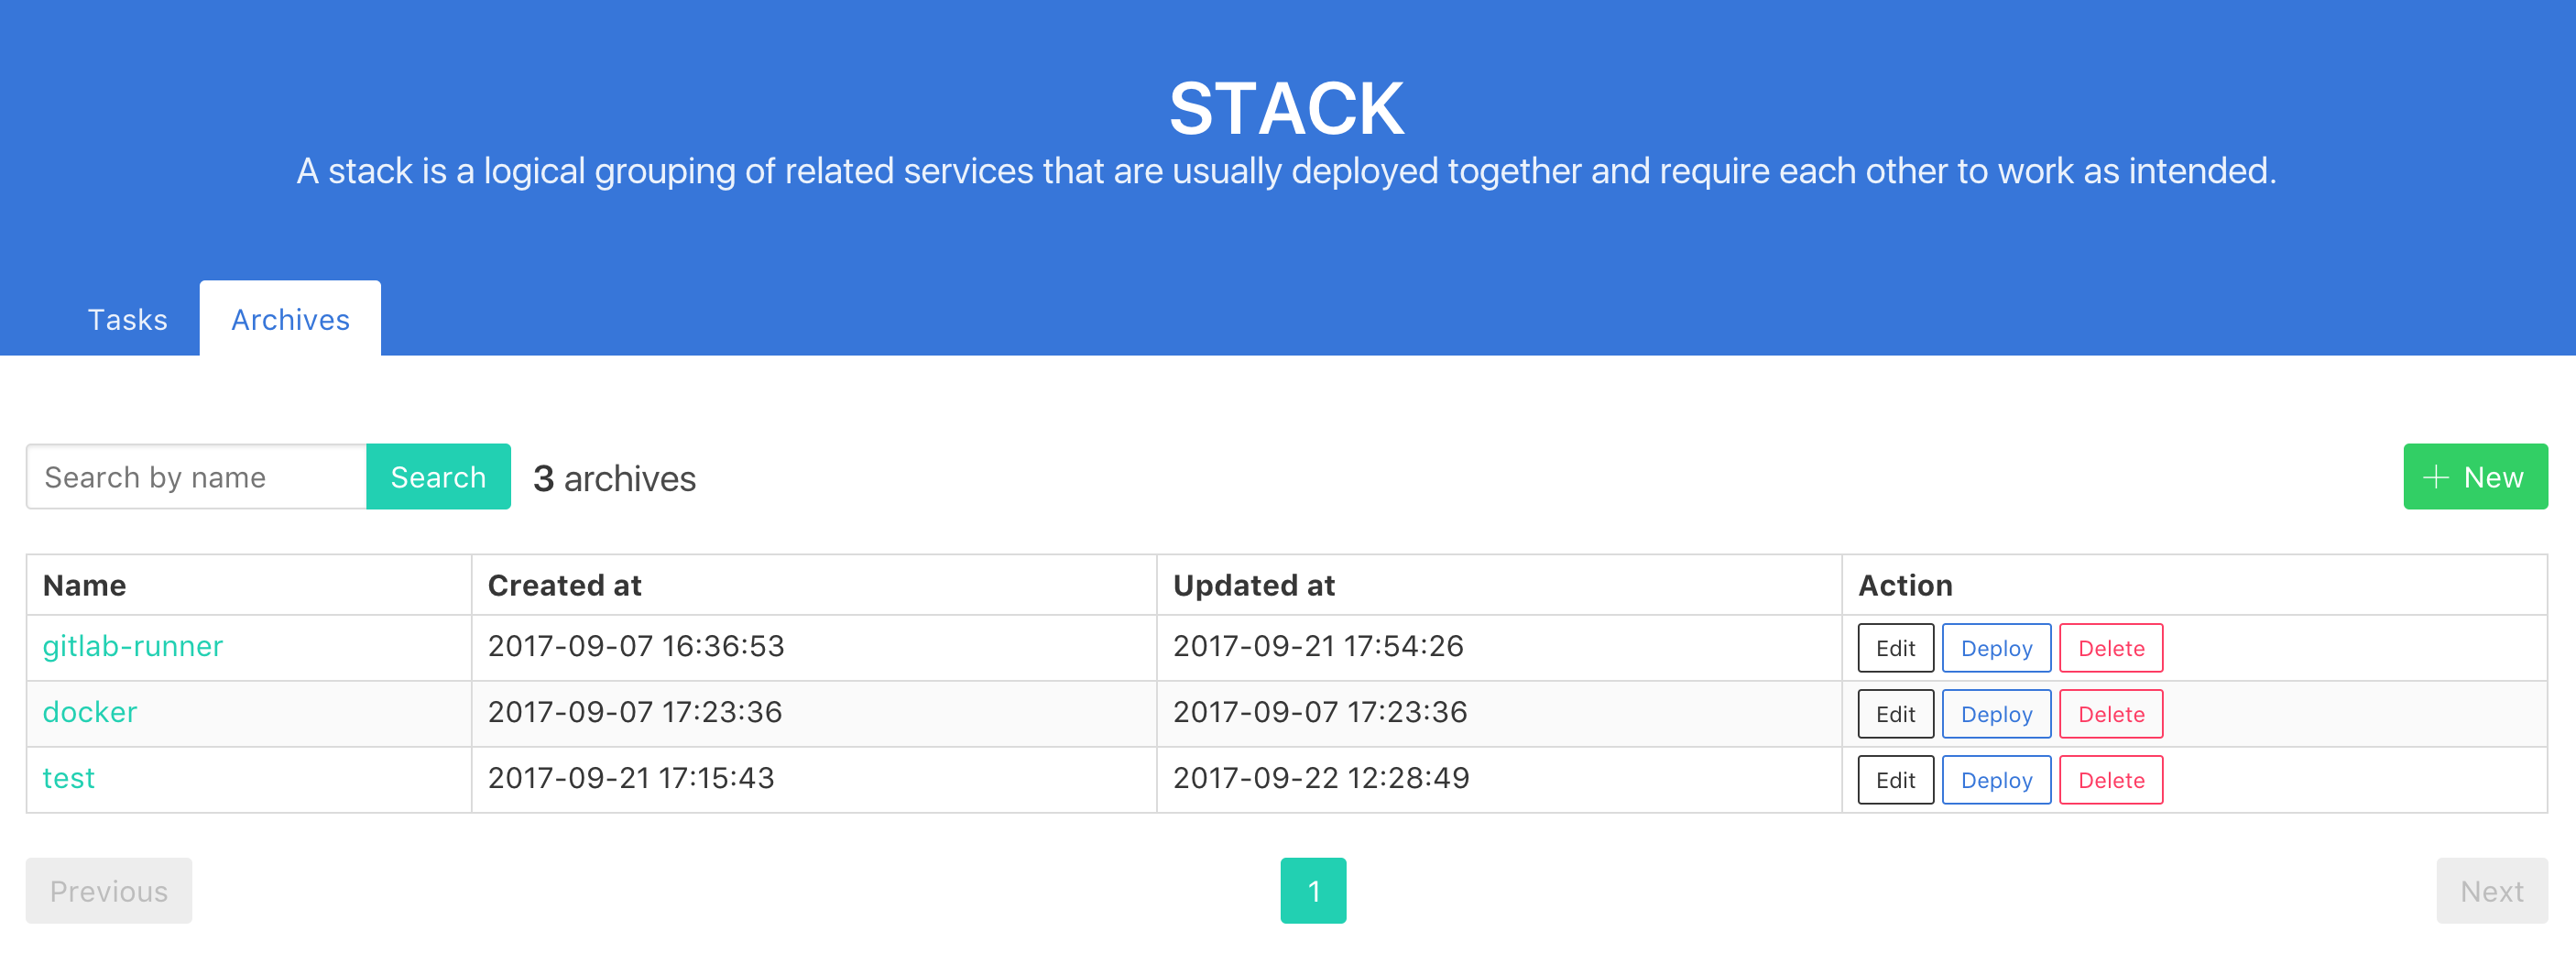 STACK
A stack is a logical grouping of related services that are usually deployed together and require each other to work as intended.
Tasks Archives
Search by name Search 3 archives + New
Name Created at Updated at Action
gitlab-runner 2017-09-07 16:36:53 2017-09-21 17:54:26 Edit Deploy Delete
docker 2017-09-07 17:23:36 2017-09-07 17:23:36 Edit Deploy Delete
test 2017-09-21 17:15:43 2017-09-22 12:28:49 Edit Deploy Delete
Previous 1 Next